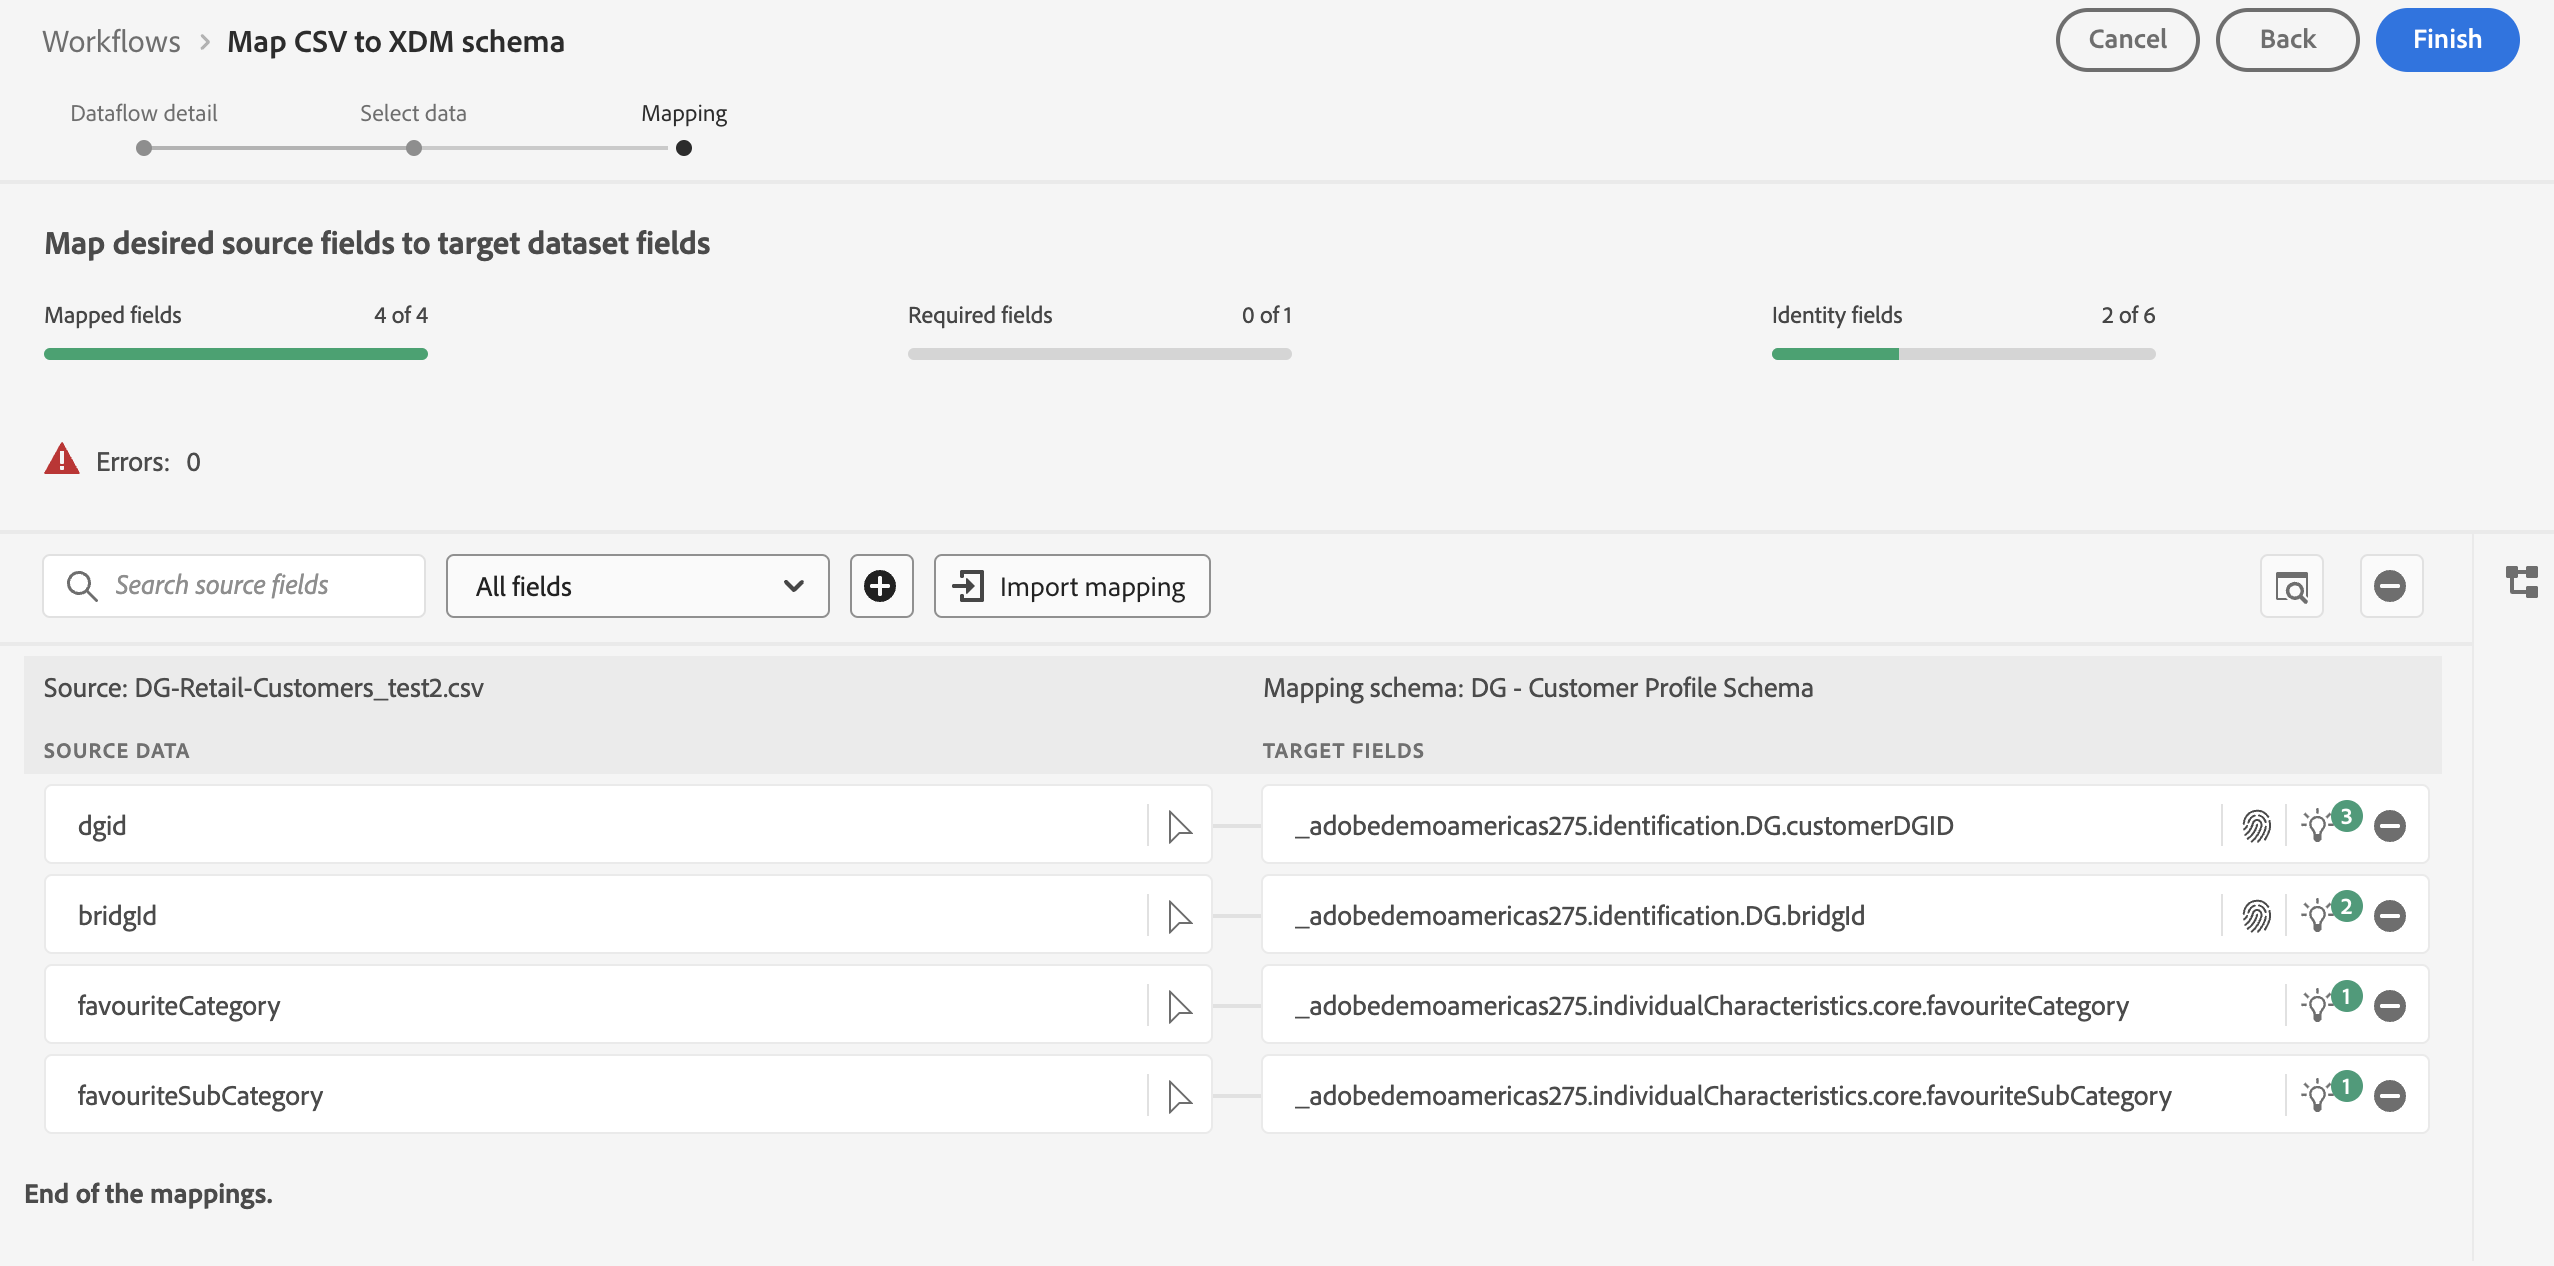 Workflows > Map CSV to XDM schema
Cancel
Back
Finish
Dataflow detail
Select data
Mapping
Map desired source fields to target dataset fields
Mapped fields 4 of 4
Required fields 0 of 1
Identity fields 2 of 6
Errors: 0
Search source fields
All fields
Import mapping
Source: DG-Retail-Customers_test2.csv
Mapping schema: DG - Customer Profile Schema
SOURCE DATA
TARGET FIELDS
dgid
_adobedemoamericas275.identification.DG.customerDGID
3
bridgId
_adobedemoamericas275.identification.DG.bridgId
2
favouriteCategory
_adobedemoamericas275.individualCharacteristics.core.favouriteCategory
1
favouriteSubCategory
_adobedemoamericas275.individualCharacteristics.core.favouriteSubCategory
1
End of the mappings.